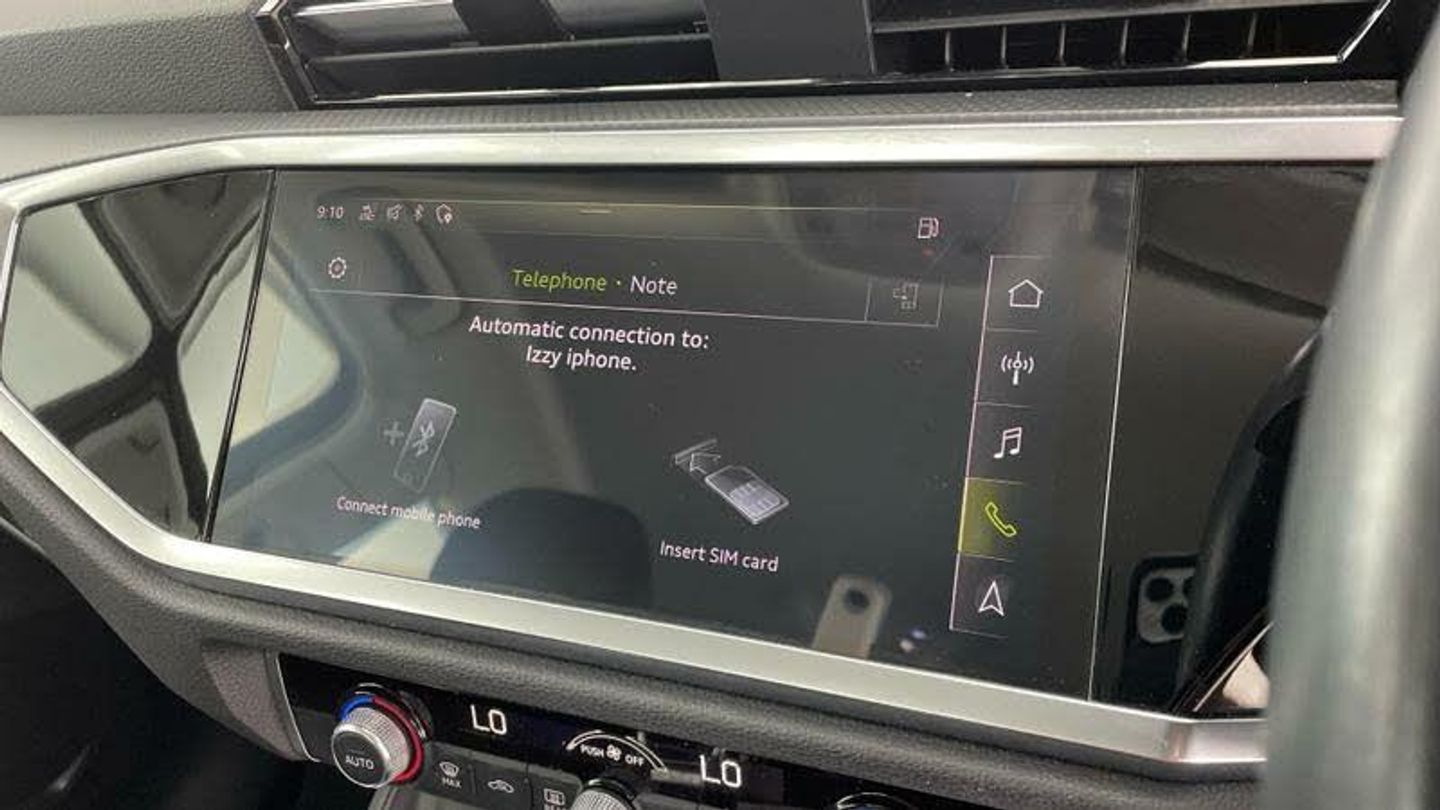 9:10
Telephone · Note
Automatic connection to:
Izzy iphone.
Connect mobile phone
Insert SIM card
LO
PUSH OFF
LO
AUTO
MAX